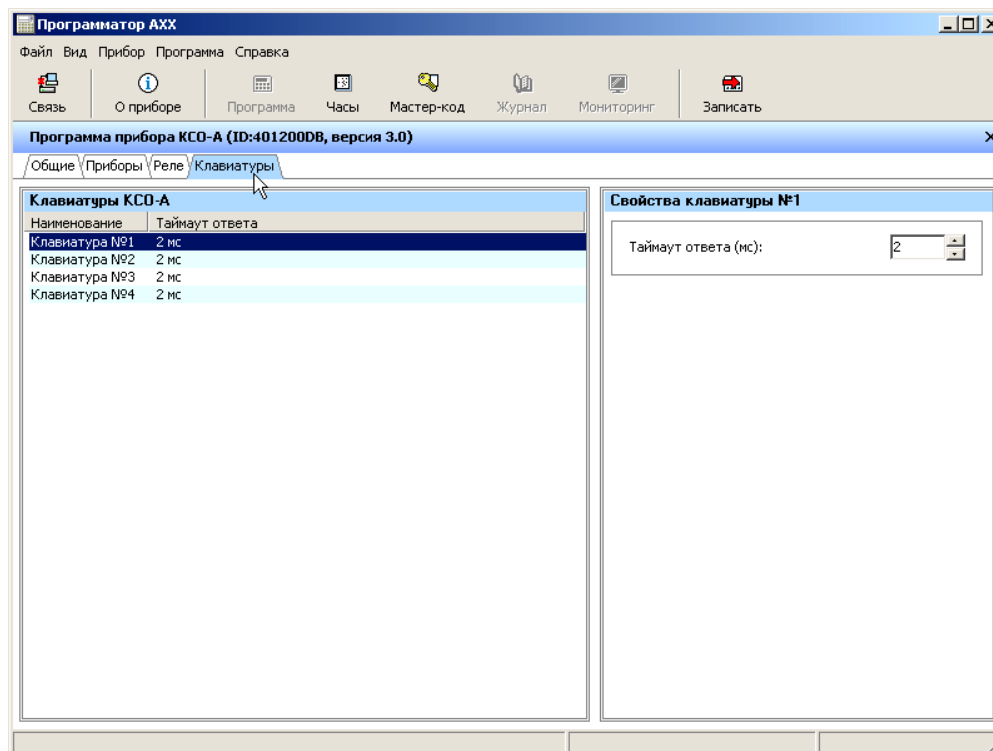 Программатор АХХ
Файл Вид Прибор Программа Справка
Связь О приборе Программа Часы Мастер-код Журнал Мониторинг Записать
Программа прибора КСО-А (ID:401200DB, версия 3.0)
Общие Приборы Реле Клавиатуры
Клавиатуры КСО-А
Наименование Таймаут ответа
Клавиатура №1 2 мс
Клавиатура №2 2 мс
Клавиатура №3 2 мс
Клавиатура №4 2 мс
Свойства клавиатуры №1
Таймаут ответа (мс): 2